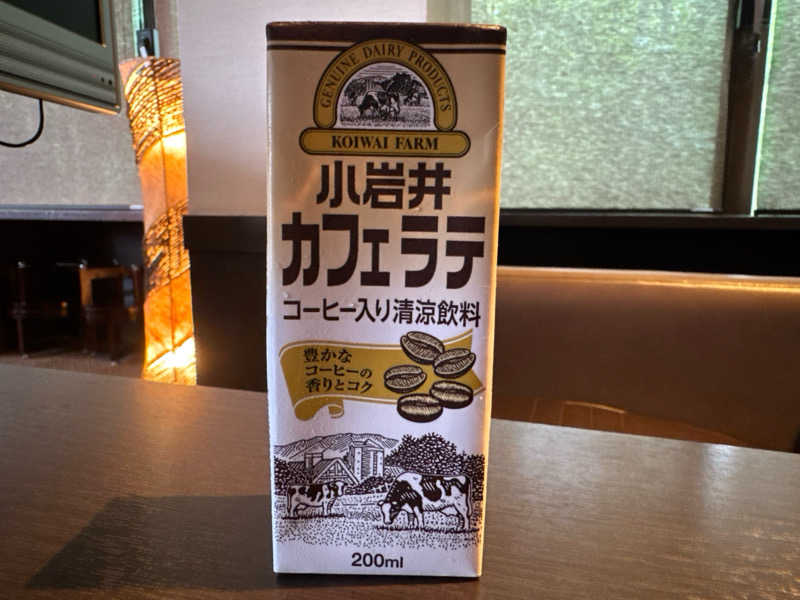 GENUINE DAIRY PRODUCTS
KOIWAI FARM
小岩井
カフェラテ
コーヒー入り清涼飲料
豊かな
コーヒーの
香りとコク
200ml